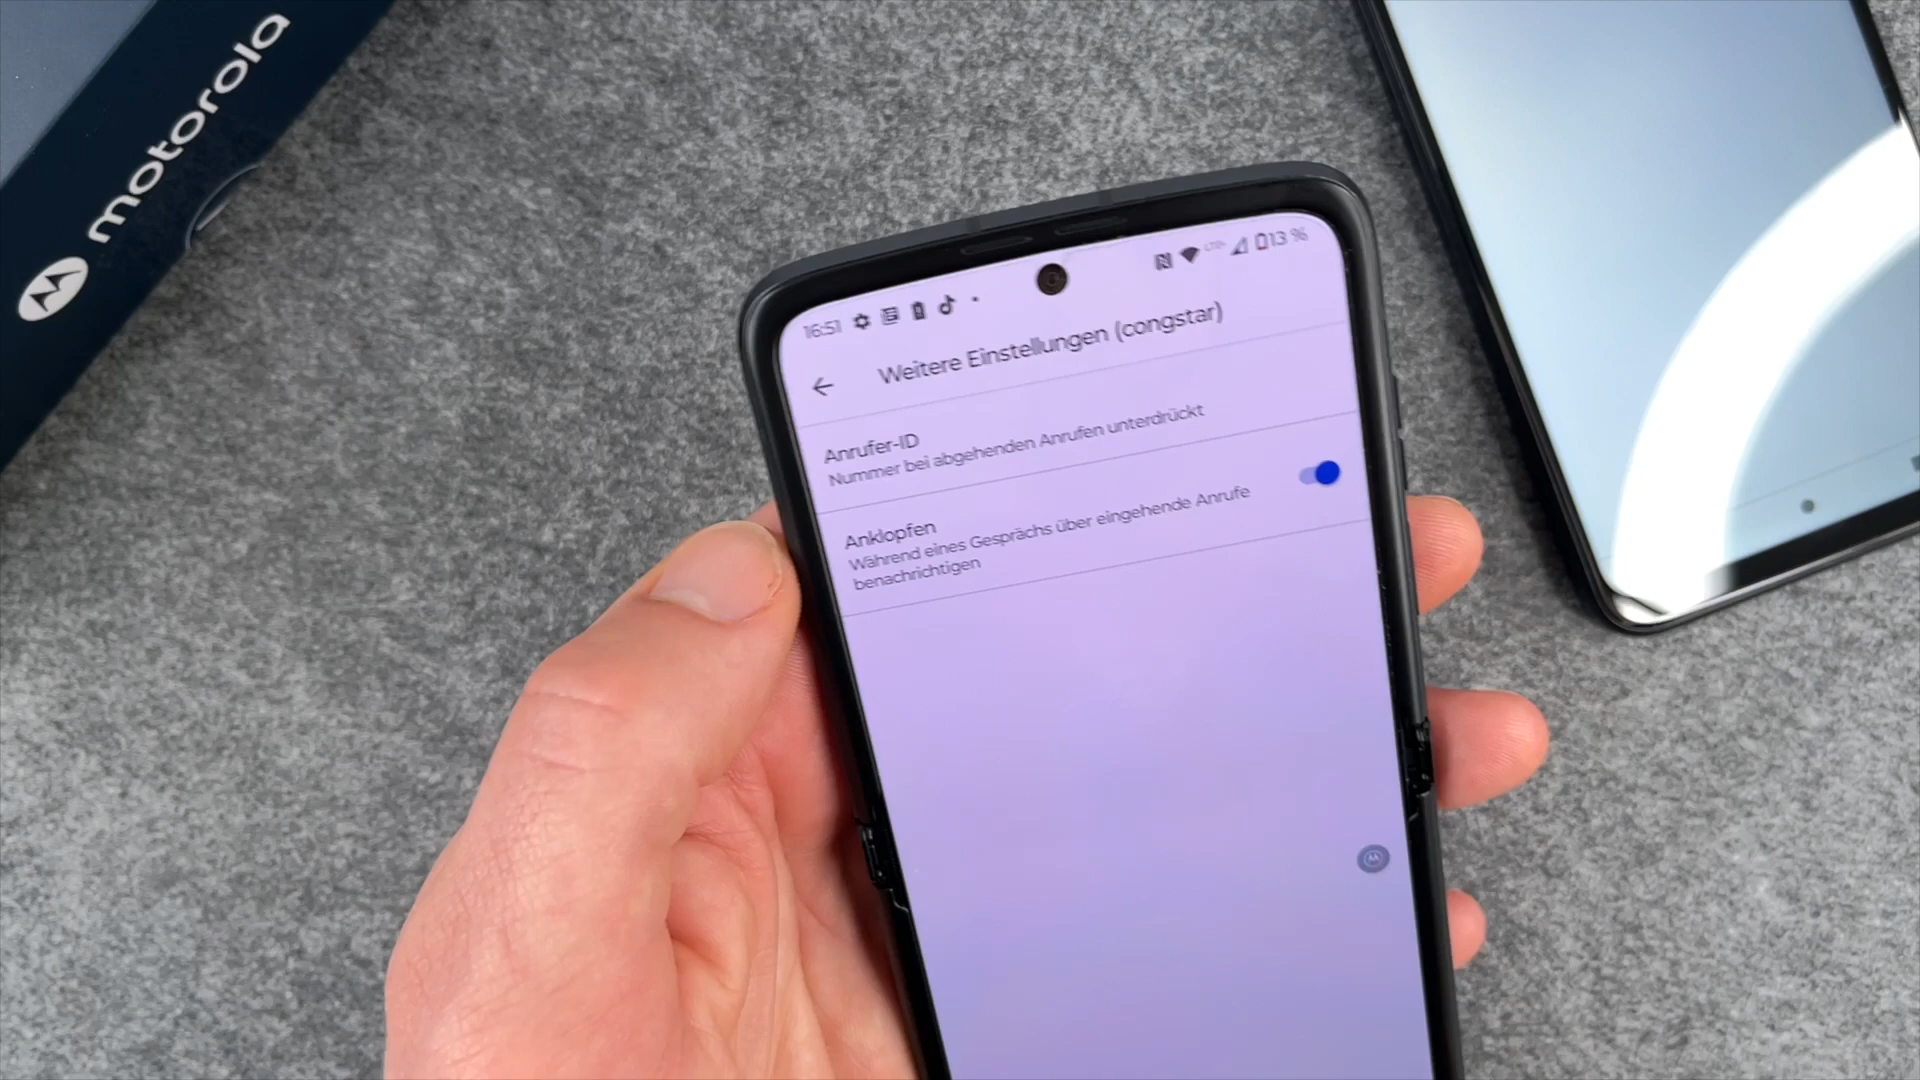 motorola
16:51
LTE+
13 %
Weitere Einstellungen (congstar)
Anrufer-ID
Nummer bei abgehenden Anrufen unterdrückt
Anklopfen
Während eines Gesprächs über eingehende Anrufe
benachrichtigen